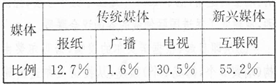 媒体 传统媒体 新兴媒体
报纸 广播 电视 互联网
比例 12.7% 1.6% 30.5% 55.2%